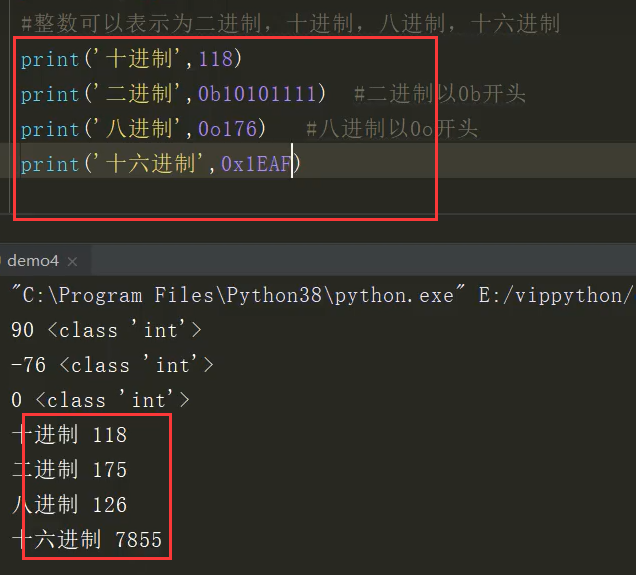 #整数可以表示为二进制，十进制，八进制，十六进制
print('十进制',118)
print('二进制',0b10101111)  #二进制以0b开头
print('八进制',0o176)   #八进制以0o开头
print('十六进制',0x1EAF)
demo4 ×
"C:\Program Files\Python38\python.exe" E:/vippython/
90 <class 'int'>
-76 <class 'int'>
0 <class 'int'>
十进制 118
二进制 175
八进制 126
十六进制 7855